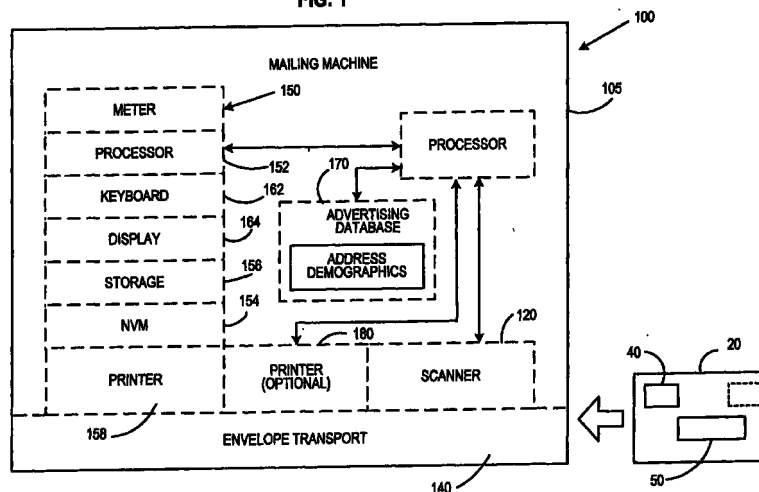 FIG. 1
100
MAILING MACHINE
105
150
METER
PROCESSOR
152
PROCESSOR
170
KEYBOARD
162
ADVERTISING
DATABASE
DISPLAY
164
ADDRESS
DEMOGRAPHICS
STORAGE
156
NVM
154
180
120
40
20
PRINTER
PRINTER
(OPTIONAL)
SCANNER
158
ENVELOPE TRANSPORT
50
140